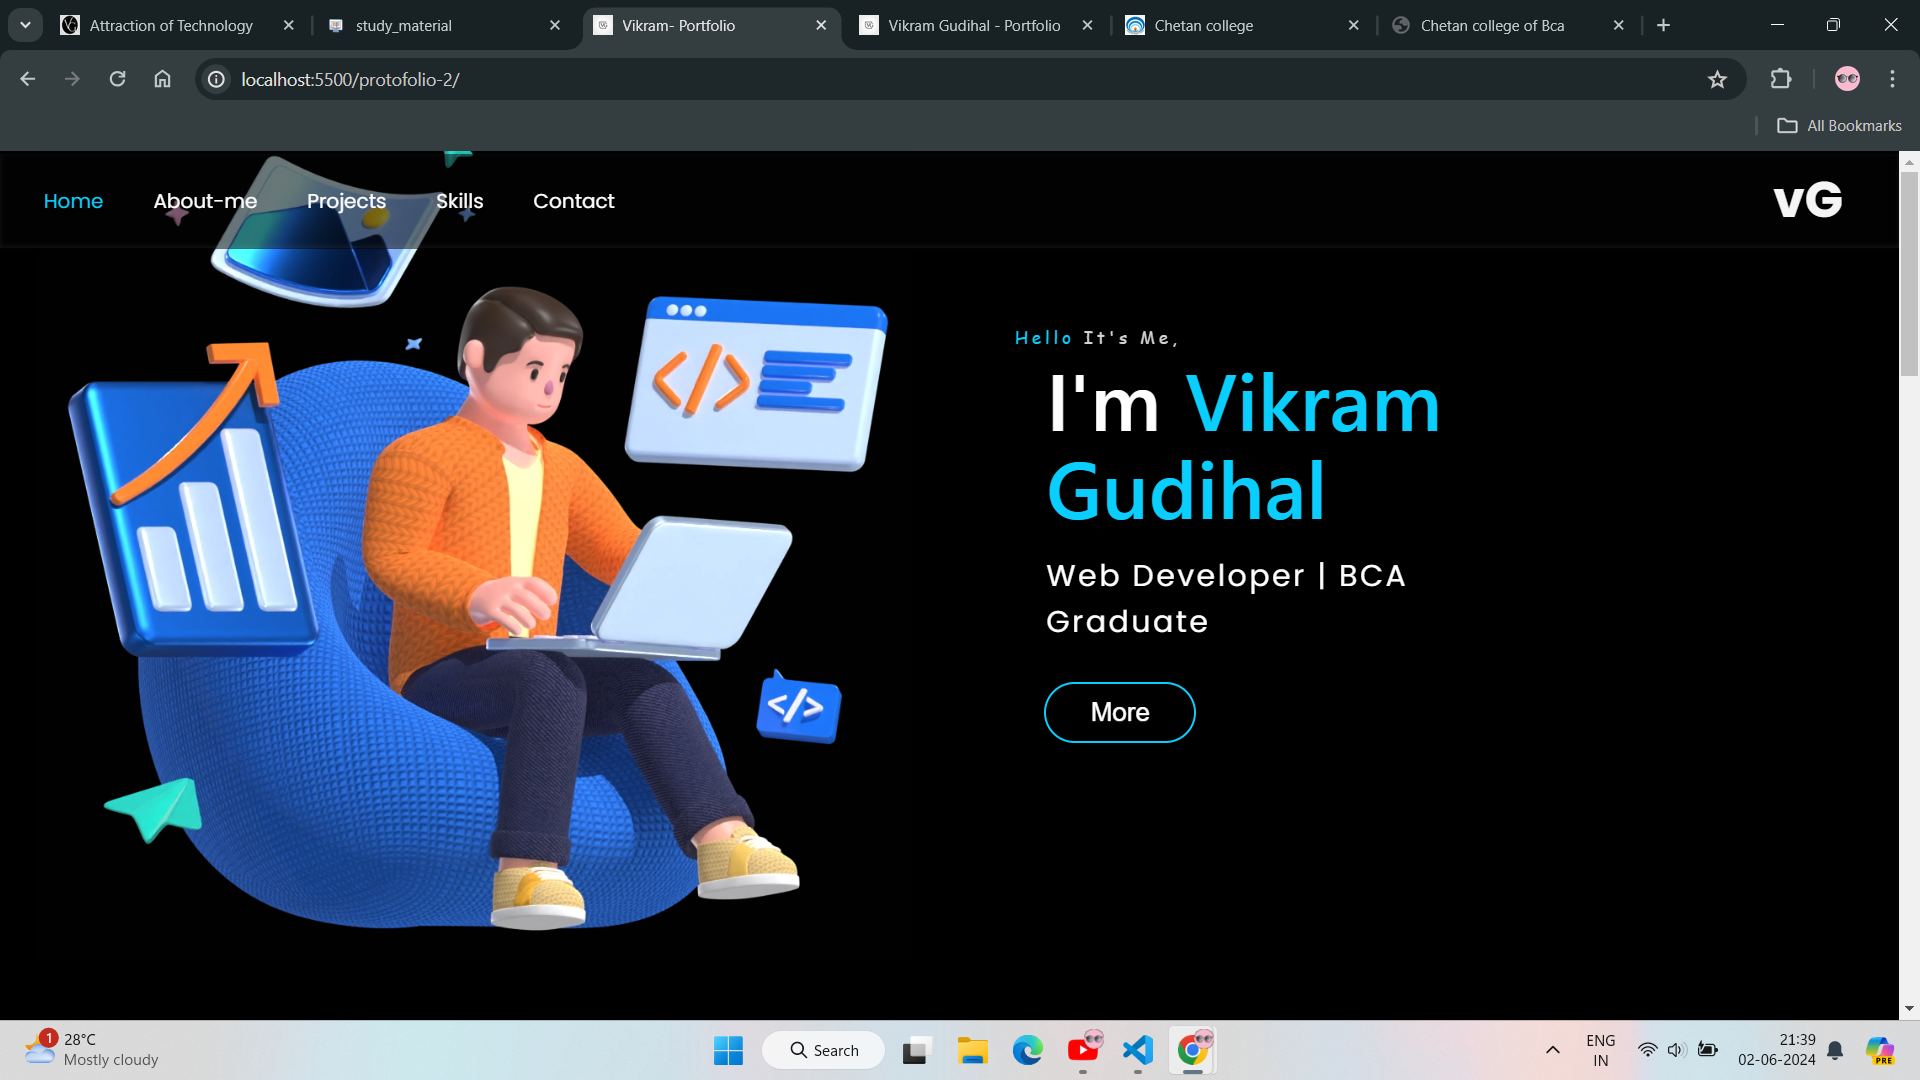 Attraction of Technology
study_material
Vikram- Portfolio
Vikram Gudihal - Portfolio
Chetan college
Chetan college of Bca
localhost:5500/protofolio-2/
All Bookmarks
Home About-me Projects Skills Contact
vG
Hello It's Me,
I'm Vikram
Gudihal
Web Developer | BCA
Graduate
More
</>
</>
1
28°C
Mostly cloudy
Search
ENG
IN
21:39
02-06-2024
PRE